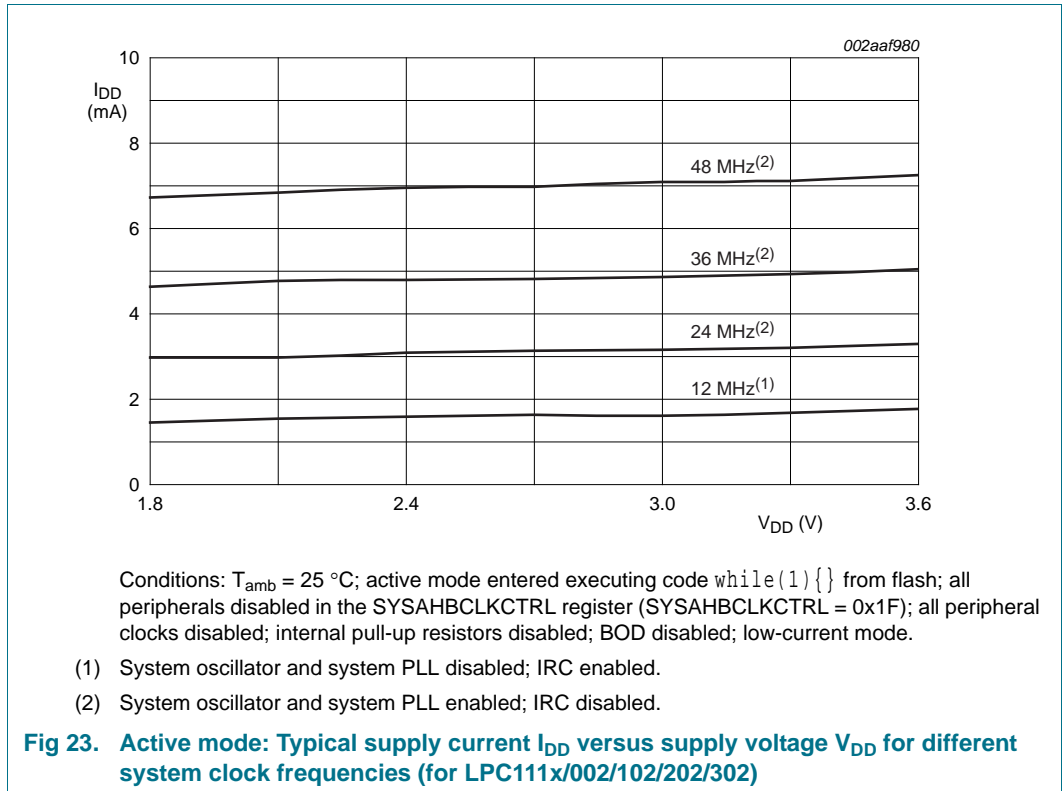 002aaf980
10
I_DD
(mA)
8
48 MHz(2)
6
36 MHz(2)
4
24 MHz(2)
12 MHz(1)
2
0
1.8 2.4 3.0 3.6
V_DD (V)
Conditions: T_amb = 25 °C; active mode entered executing code while(1){} from flash; all
peripherals disabled in the SYSAHBCLKCTRL register (SYSAHBCLKCTRL = 0x1F); all peripheral
clocks disabled; internal pull-up resistors disabled; BOD disabled; low-current mode.
(1) System oscillator and system PLL disabled; IRC enabled.
(2) System oscillator and system PLL enabled; IRC disabled.
Fig 23. Active mode: Typical supply current I_DD versus supply voltage V_DD for different
system clock frequencies (for LPC111x/002/102/202/302)